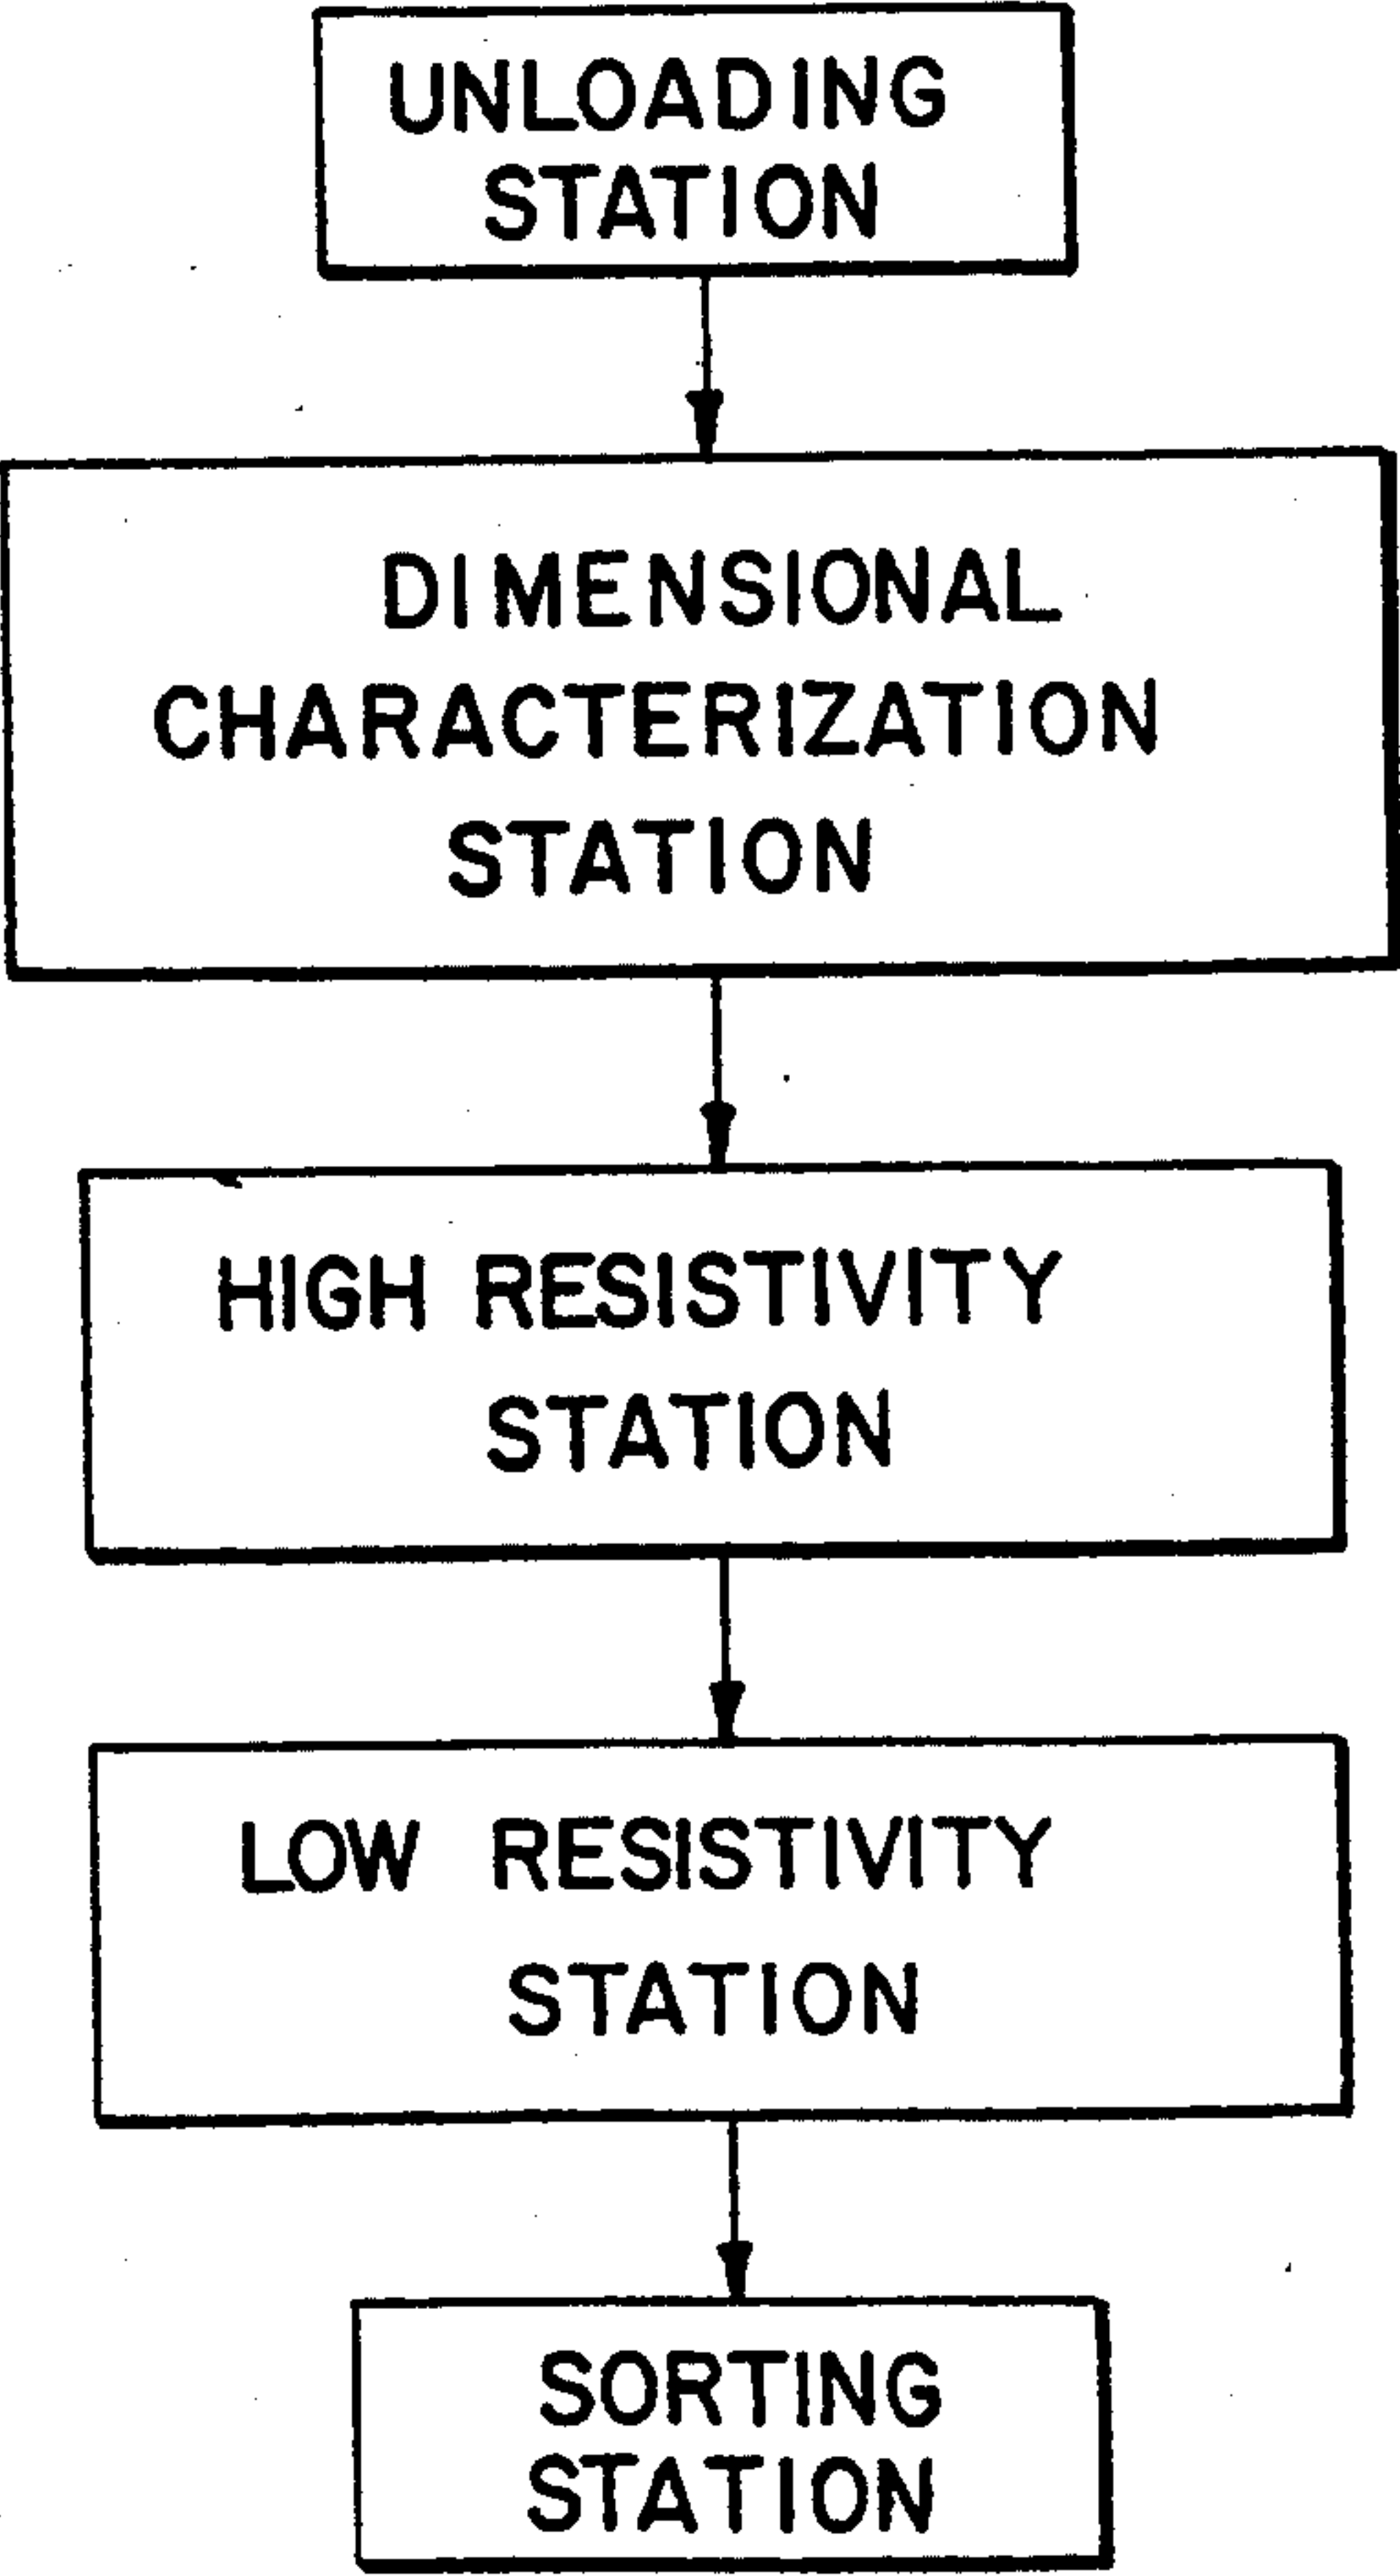 UNLOADING
STATION
DIMENSIONAL
CHARACTERIZATION
STATION
HIGH RESISTIVITY
STATION
LOW RESISTIVITY
STATION
SORTING
STATION